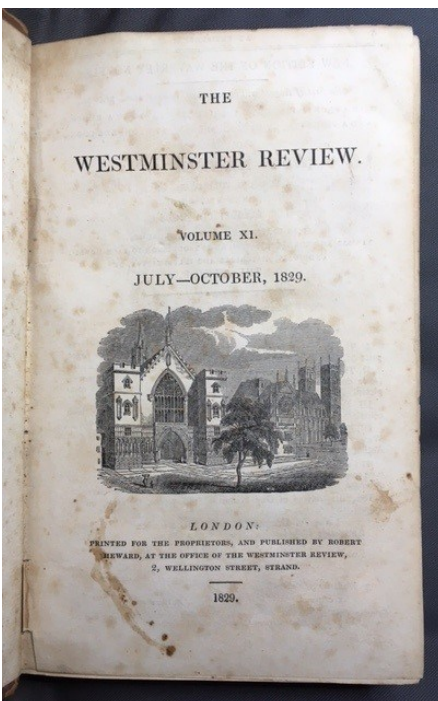 THE
WESTMINSTER REVIEW.
VOLUME XI.
JULY—OCTOBER, 1829.
LONDON:
PRINTED FOR THE PROPRIETORS, AND PUBLISHED BY ROBERT
HEWARD, AT THE OFFICE OF THE WESTMINSTER REVIEW,
2, WELLINGTON STREET, STRAND.
1829.